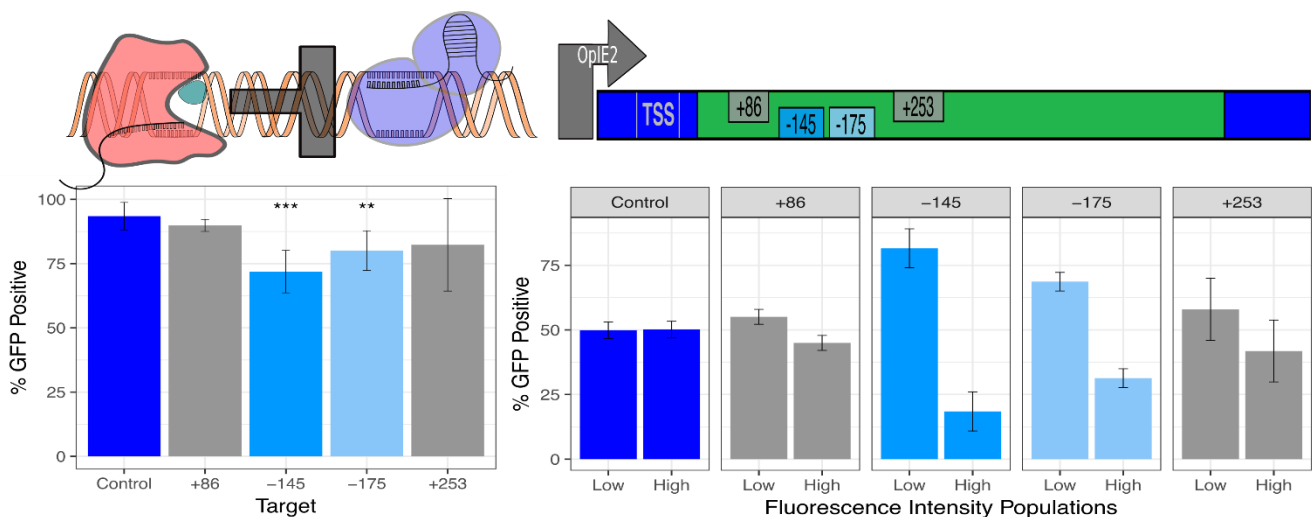 OpIE2
TSS
+86
-145
-175
+253
% GFP Positive
100
75
50
25
0
***
**
Control
+86
−145
−175
+253
Target
% GFP Positive
75
50
25
0
Control
+86
−145
−175
+253
Low High
Low High
Low High
Low High
Low High
Fluorescence Intensity Populations